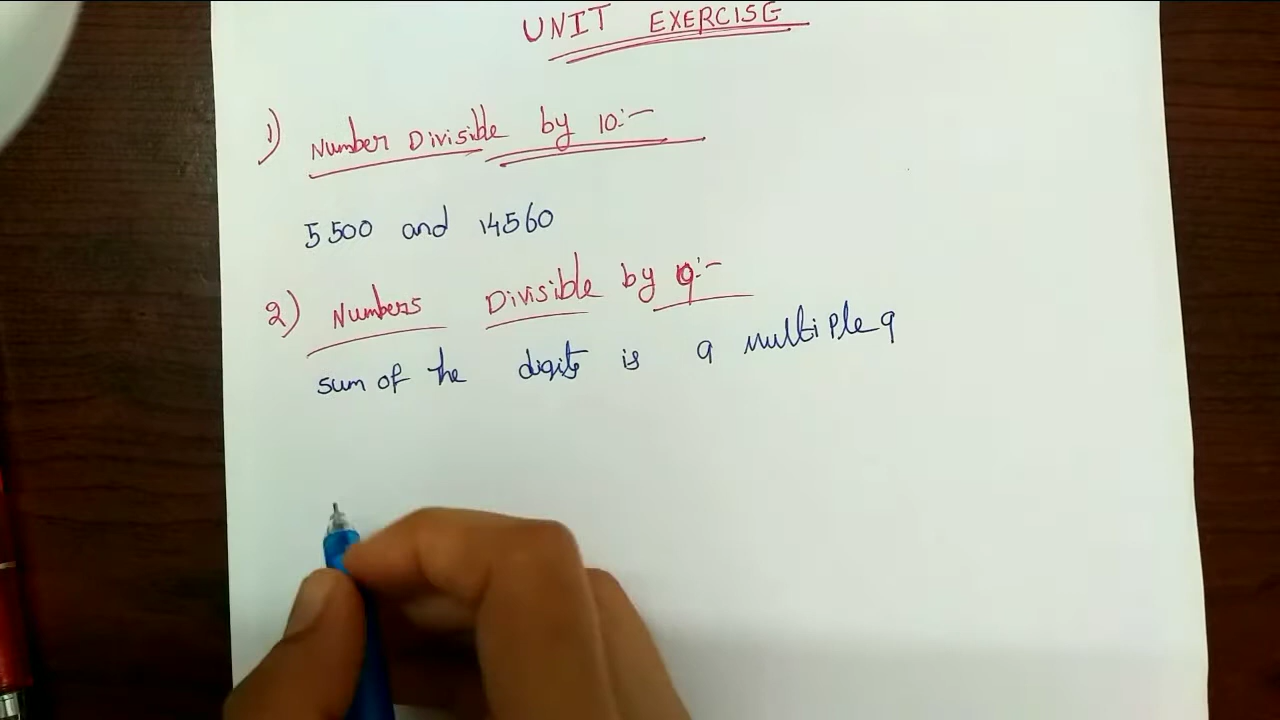 UNIT EXERCISE
1) Number Divisible by 10:-
5500 and 14560
2) Numbers Divisible by 9:-
sum of the digits is a multiple 9